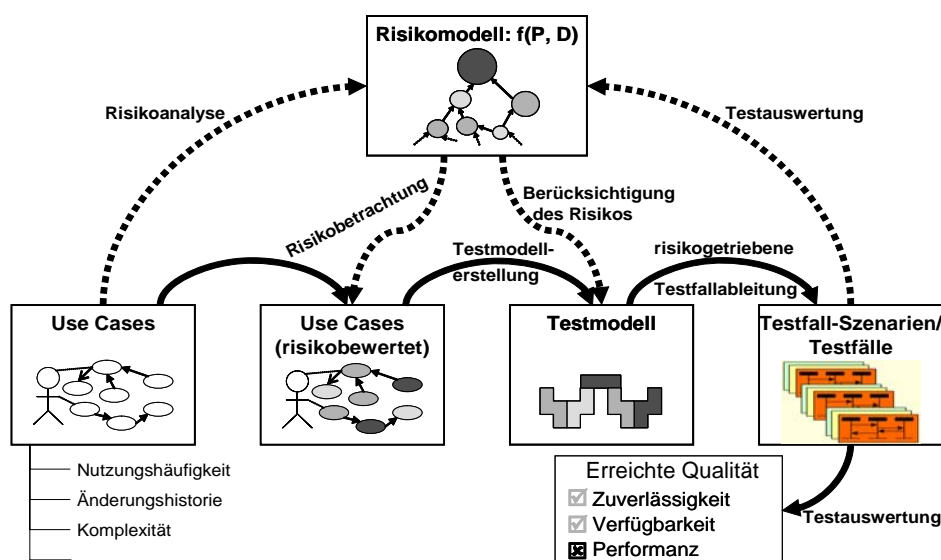 Risikomodell: f(P, D)
Risikoanalyse
Testauswertung
Risikobetrachtung
Berücksichtigung
des Risikos
Testmodell-
erstellung
risikogetriebene
Testfallableitung
Use Cases
Use Cases
(risikobewertet)
Testmodell
Testfall-Szenarien/
Testfälle
Nutzungshäufigkeit
Änderungshistorie
Komplexität
Erreichte Qualität
Zuverlässigkeit
Verfügbarkeit
Performanz
Testauswertung